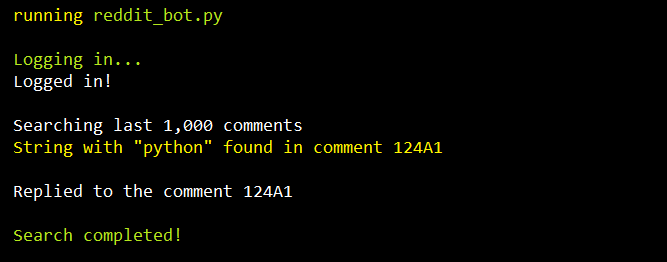 running reddit_bot.py
Logging in...
Logged in!
Searching last 1,000 comments
String with "python" found in comment 124A1
Replied to the comment 124A1
Search completed!